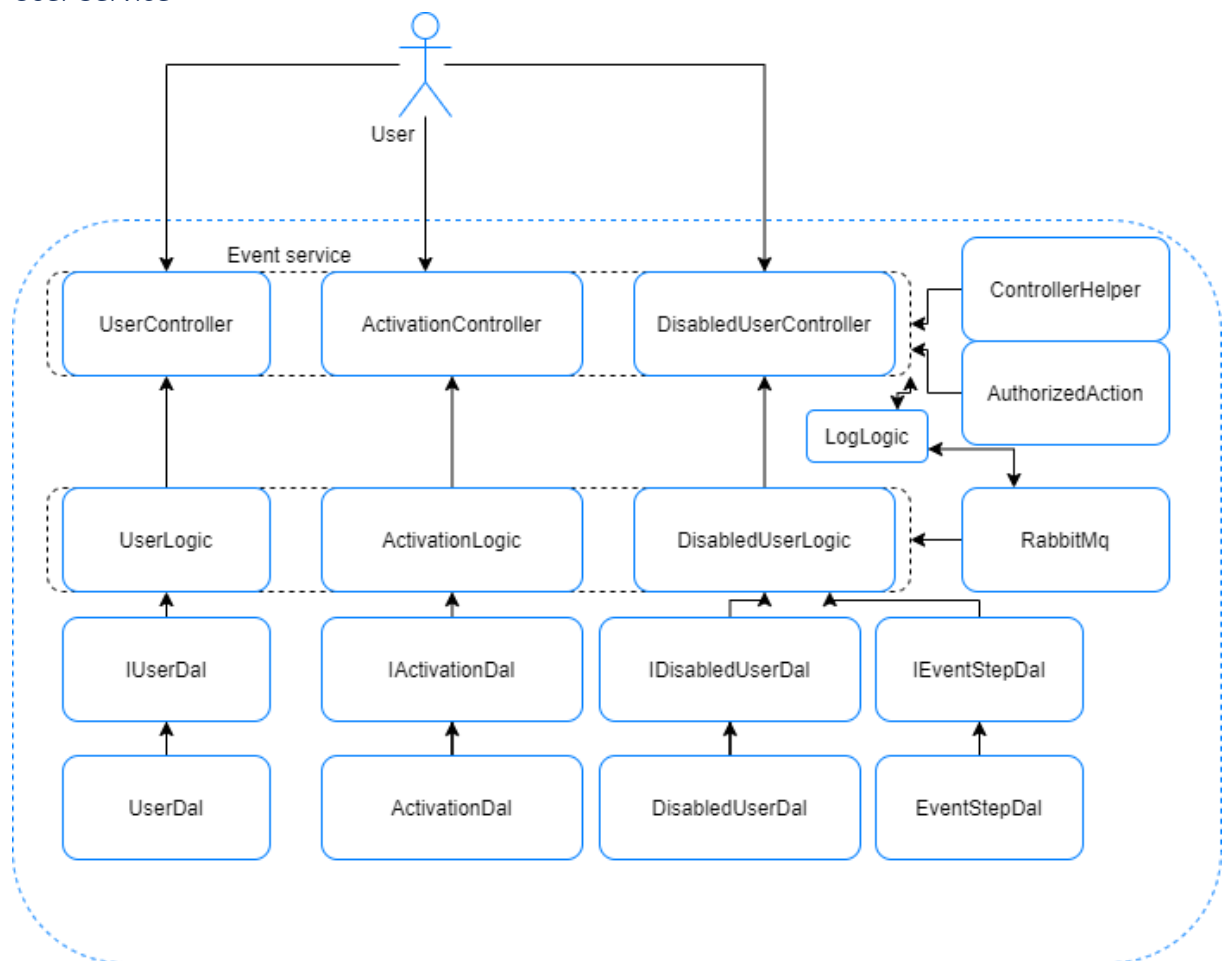 User
Event service
UserController
ActivationController
DisabledUserController
ControllerHelper
AuthorizedAction
LogLogic
UserLogic
ActivationLogic
DisabledUserLogic
RabbitMq
IUserDal
IActivationDal
IDisabledUserDal
IEventStepDal
UserDal
ActivationDal
DisabledUserDal
EventStepDal